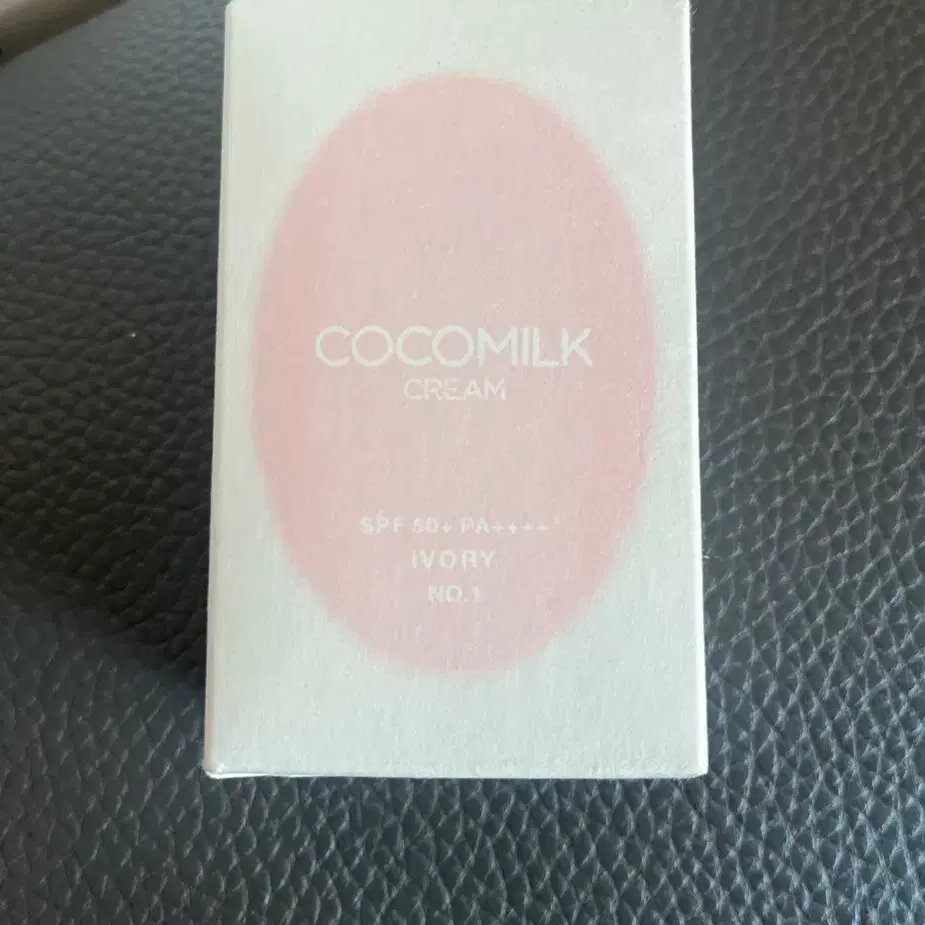 COCOMILK
CREAM
SPF 50+ PA++++
IVORY
NO.1